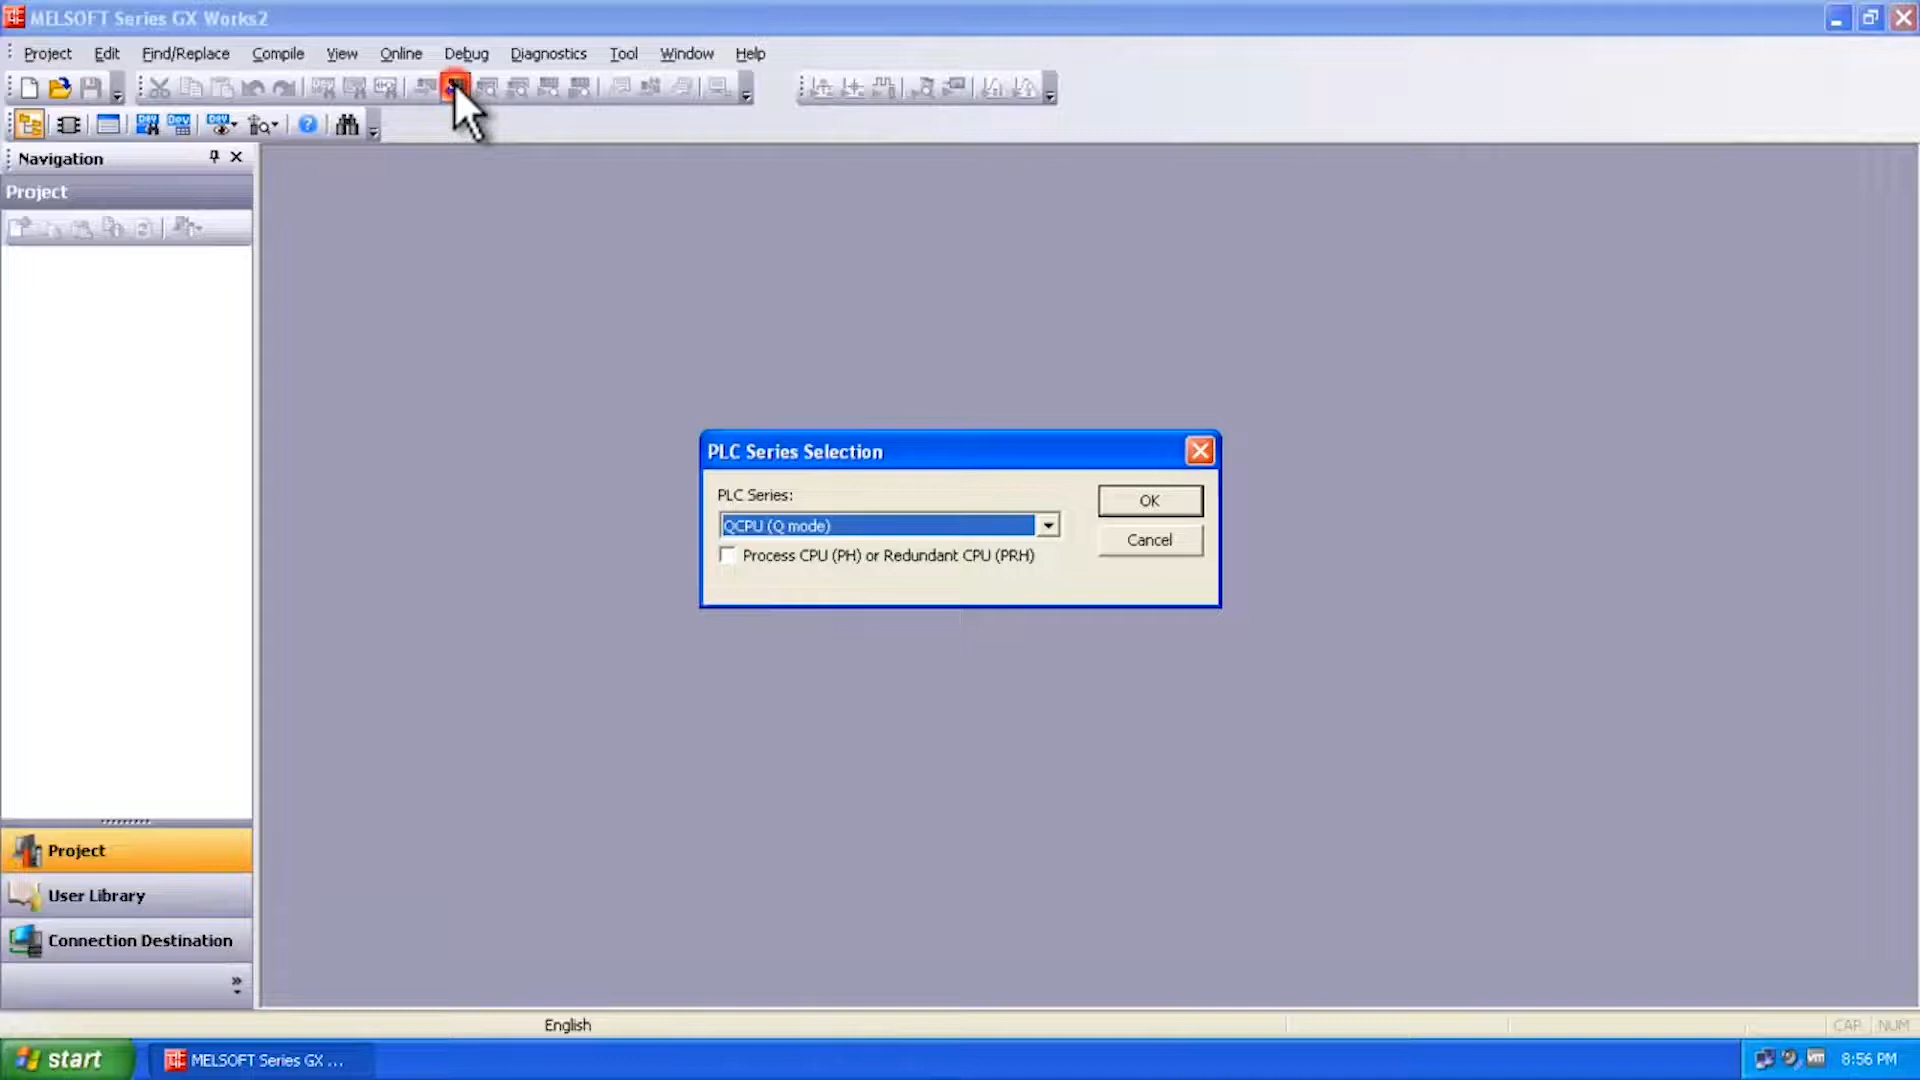 MELSOFT Series GX Works2
Project Edit Find/Replace Compile View Online Debug Diagnostics Tool Window Help
Navigation
Project
PLC Series Selection
PLC Series:
QCPU (Q mode)
Process CPU (PH) or Redundant CPU (PRH)
OK
Cancel
Project
User Library
Connection Destination
English
CAP NUM
start
MELSOFT Series GX ...
8:56 PM